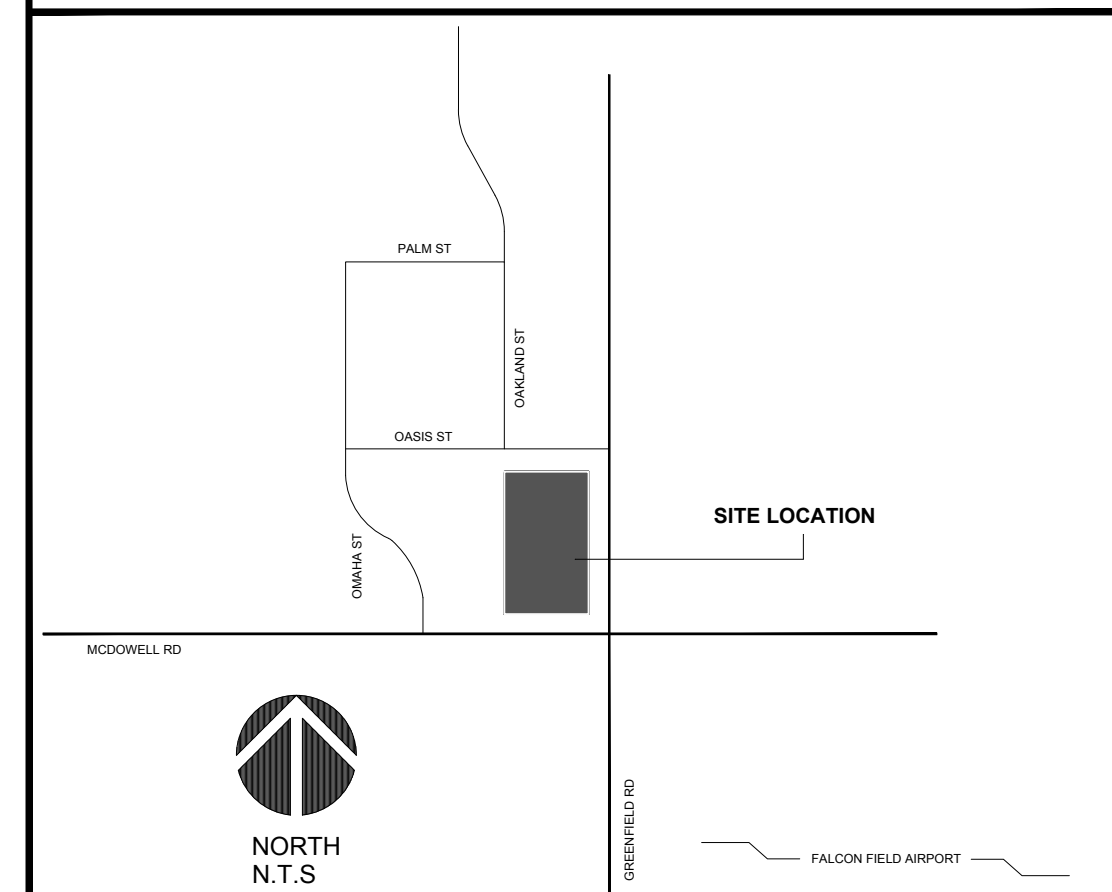 PALM ST
OAKLAND ST
OASIS ST
SITE LOCATION
OMAHA ST
MCDOWELL RD
GREENFIELD RD
NORTH
N.T.S
FALCON FIELD AIRPORT